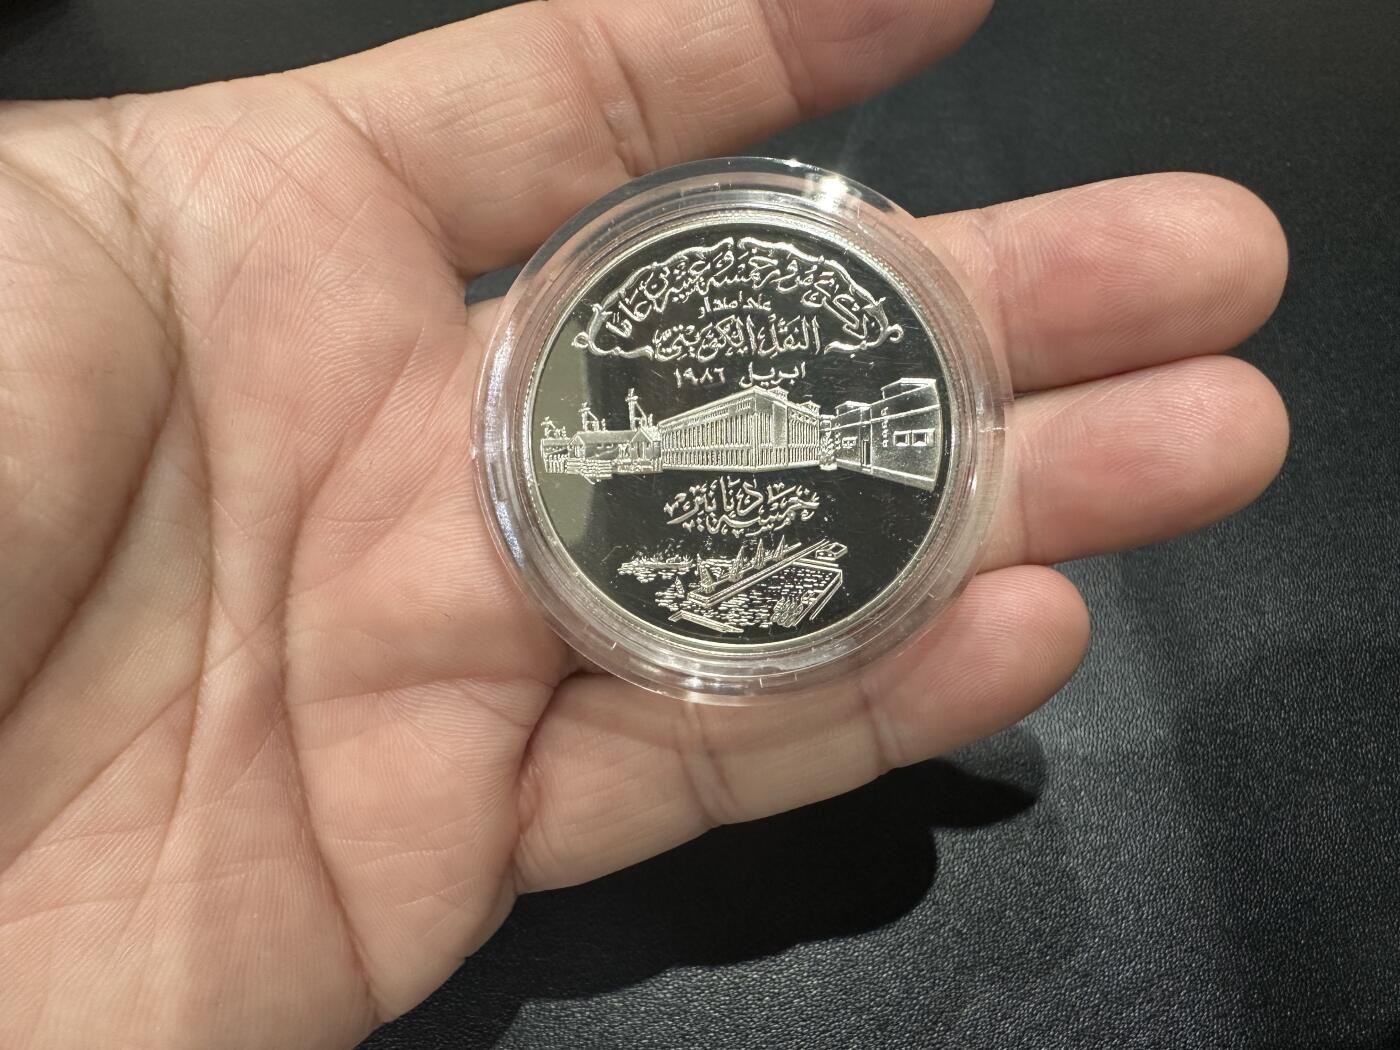 ذكرى مرور خمسة وعشرين عاما
على اصدار
النقد الكويتي
ابريل ١٩٨٦
خمسة دنانير